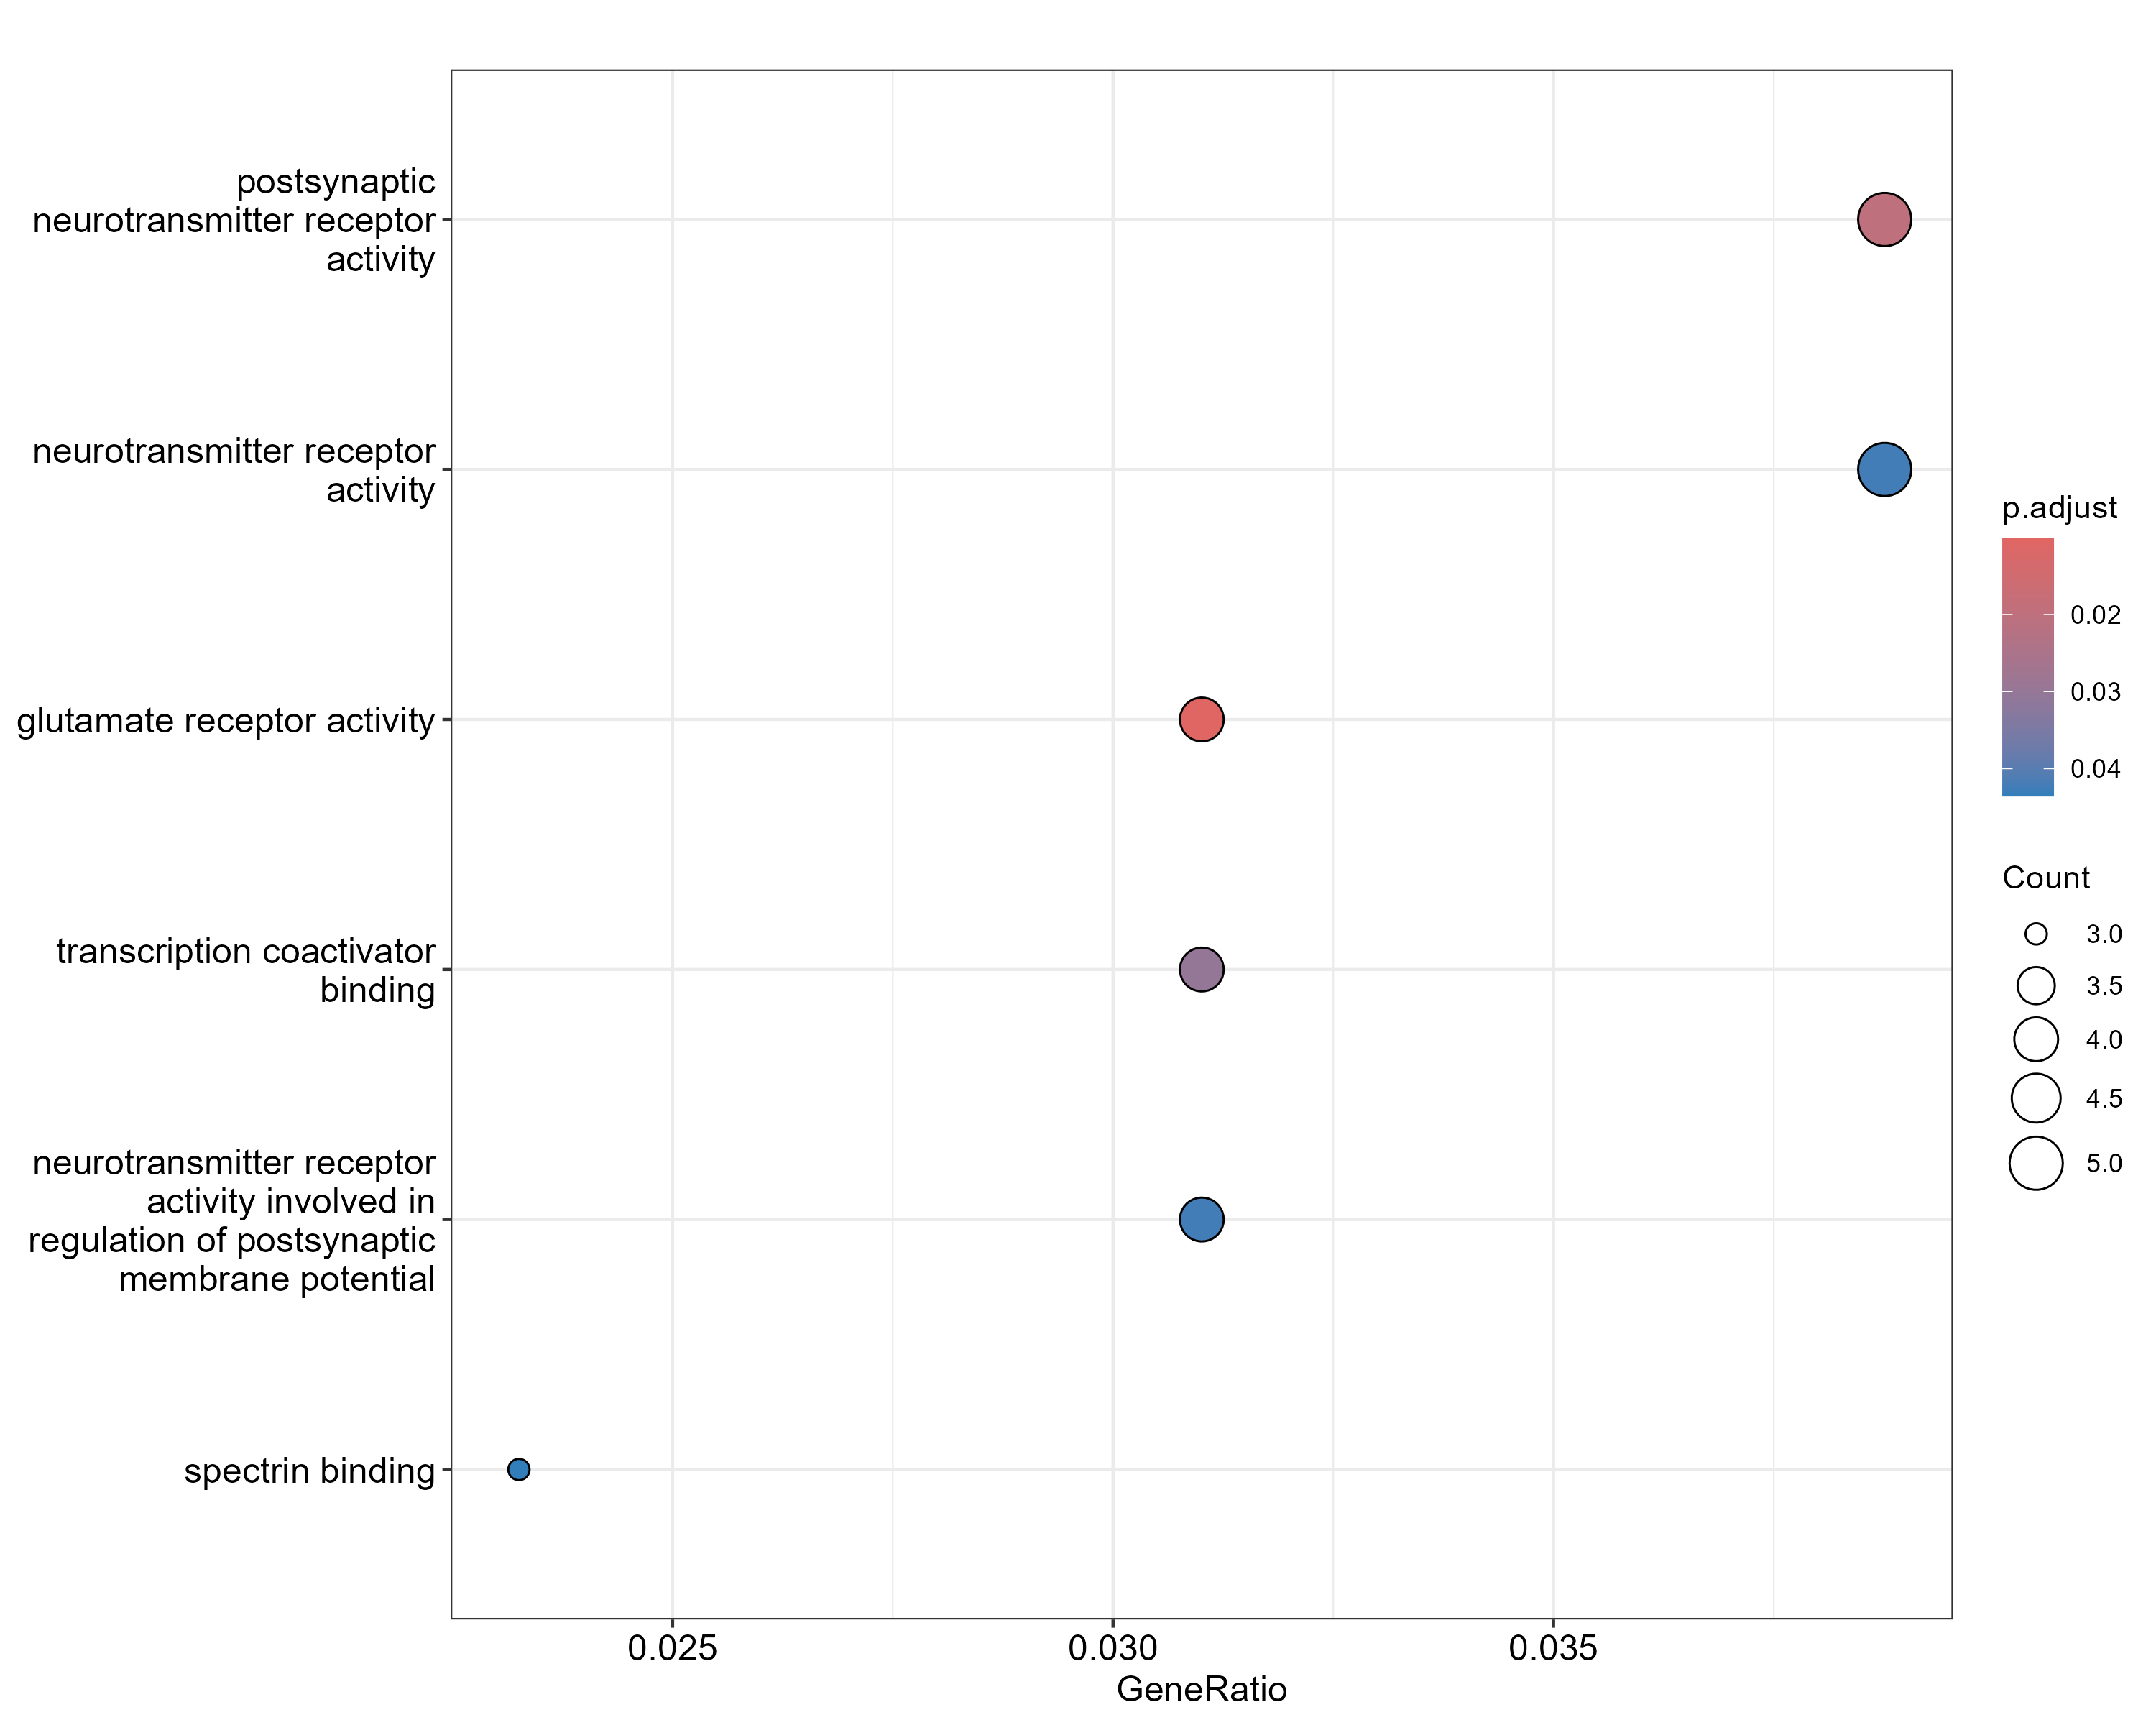 postsynaptic
neurotransmitter receptor
activity
neurotransmitter receptor
activity
glutamate receptor activity
transcription coactivator
binding
neurotransmitter receptor
activity involved in
regulation of postsynaptic
membrane potential
spectrin binding
0.025
0.030
0.035
GeneRatio
p.adjust
0.02
0.03
0.04
Count
3.0
3.5
4.0
4.5
5.0